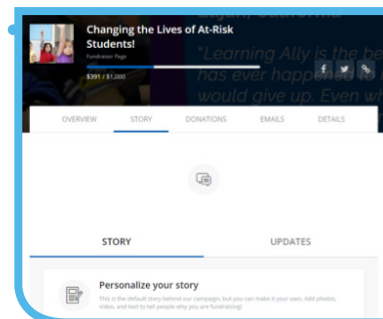 Elijah, California
Changing the Lives of At-Risk
Students!
"Learning Ally is the be
Fundraiser Page
$391 / $1,000
has ever happened to
would give up. Even wh
OVERVIEW STORY DONATIONS EMAILS DETAILS
STORY UPDATES
Personalize your story
This is the default story behind our campaign, but you can make it your own. Add photos,
video, and text to tell people why you are fundraising!